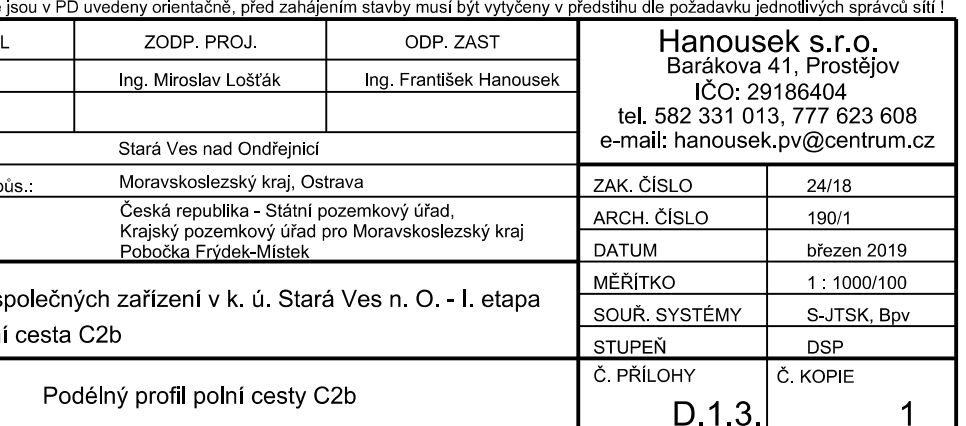 jsou v PD uvedeny orientačně, před zahájením stavby musí být vytyčeny v předstihu dle požadavku jednotlivých správců sítí !
ZODP. PROJ.
ODP. ZAST
Ing. Miroslav Lošťák
Ing. František Hanousek
Hanousek s.r.o.
Barákova 41, Prostějov
IČO: 29186404
tel. 582 331 013, 777 623 608
e-mail: hanousek.pv@centrum.cz
Stará Ves nad Ondřejnicí
Moravskoslezský kraj, Ostrava
Česká republika - Státní pozemkový úřad,
Krajský pozemkový úřad pro Moravskoslezský kraj
Pobočka Frýdek-Místek
ZAK. ČÍSLO 24/18
ARCH. ČÍSLO 190/1
DATUM březen 2019
MĚŘÍTKO 1 : 1000/100
SOUŘ. SYSTÉMY S-JTSK, Bpv
STUPEŇ DSP
společných zařízení v k. ú. Stará Ves n. O. - I. etapa
cesta C2b
Podélný profil polní cesty C2b
Č. PŘÍLOHY
D.1.3.
Č. KOPIE
1